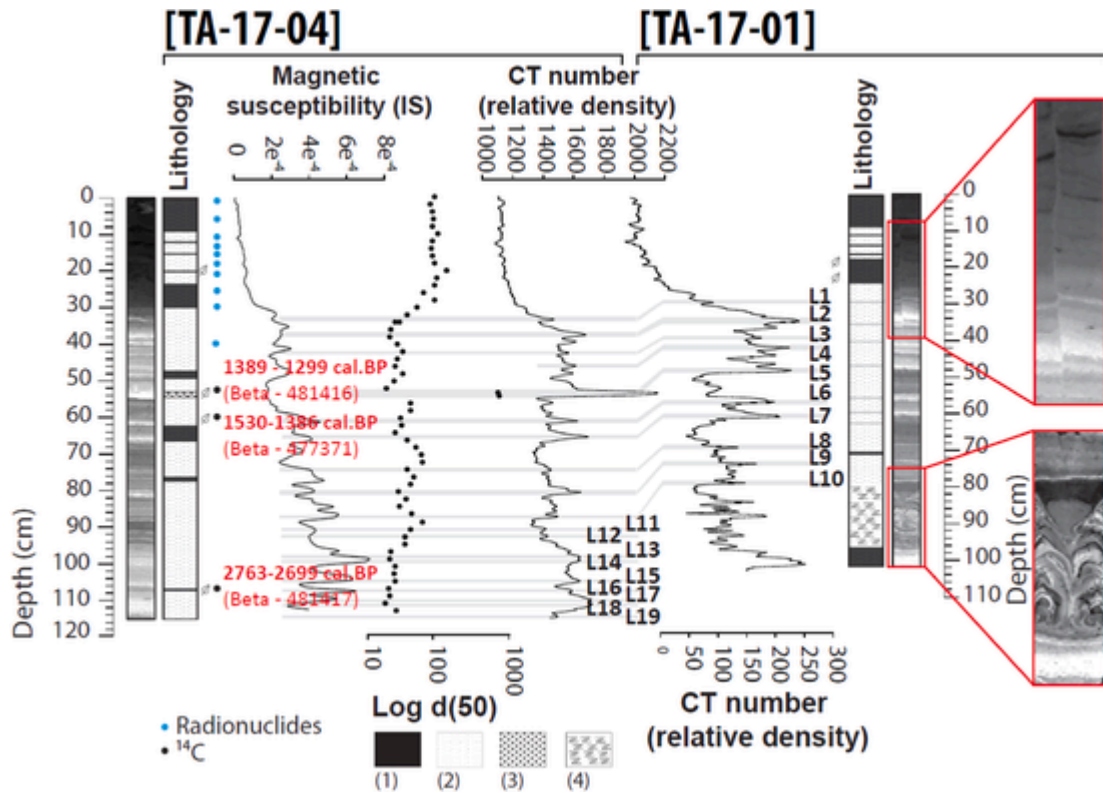 [TA-17-04]
[TA-17-01]
Magnetic
susceptibility (IS)
CT number
(relative density)
Lithology
0
2e⁻⁴
4e⁻⁴
6e⁻⁴
8e⁻⁴
1000
1200
1400
1600
1800
2000
2200
Lithology
0
10
20
30
40
50
60
70
80
90
100
110
120
Depth (cm)
1389 - 1299 cal.BP
(Beta - 481416)
1530-1386 cal.BP
(Beta - 477371)
2763-2699 cal.BP
(Beta - 481417)
L1
L2
L3
L4
L5
L6
L7
L8
L9
L10
L11
L12
L13
L14
L15
L16
L17
L18
L19
0
10
20
30
40
50
60
70
80
90
100
110
Depth (cm)
10
100
1000
Log d(50)
0
50
100
150
200
250
300
CT number
(relative density)
Radionuclides
¹⁴C
(1)
(2)
(3)
(4)